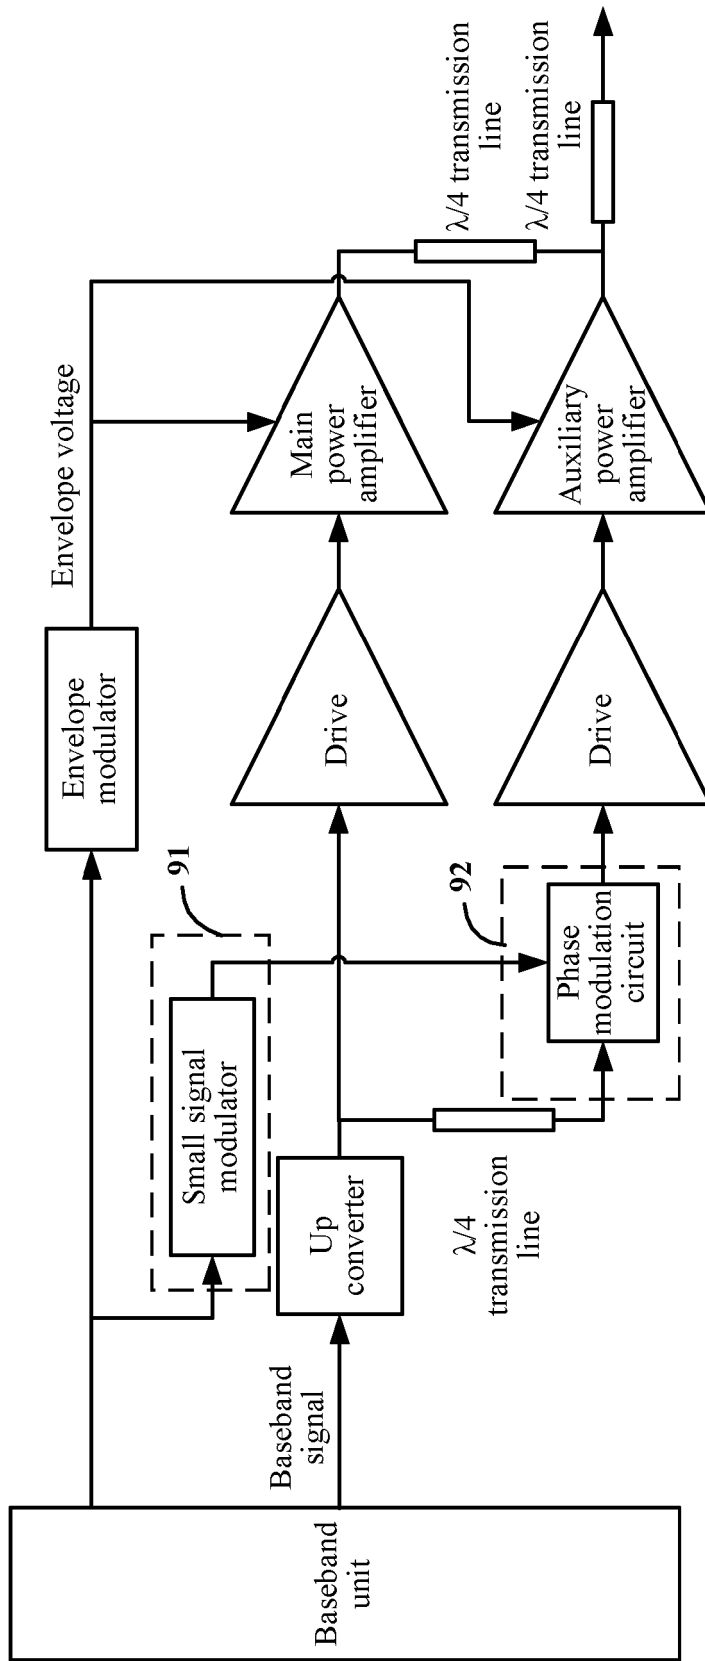 Baseband
unit
Envelope
modulator
Envelope voltage
91
Small signal
modulator
Baseband
signal
Up
converter
Drive
Main
power
amplifier
λ/4 transmission
line
λ/4 transmission
line
λ/4
transmission
line
92
Phase
modulation
circuit
Drive
Auxiliary
power
amplifier